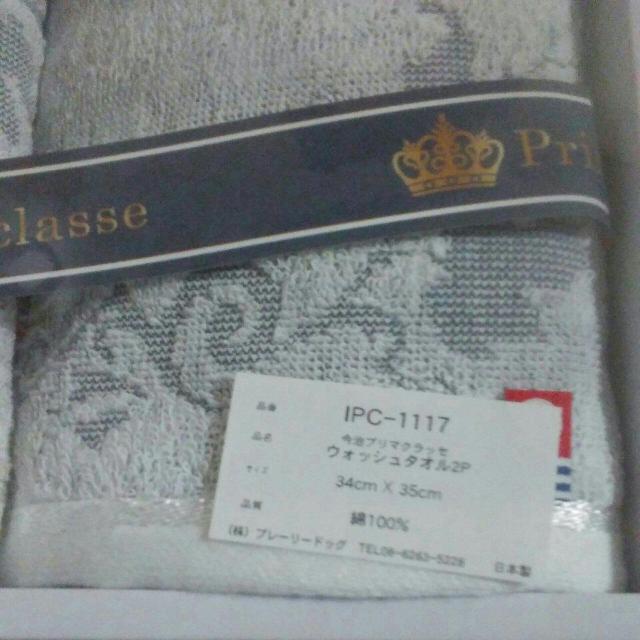 classe
Pri
品番 IPC-1117
品名 今治プリマクラッセ
ウォッシュタオル2P
サイズ 34cm X 35cm
品質 綿100%
(株) プレーリードッグ TEL06-6263-5228 日本製